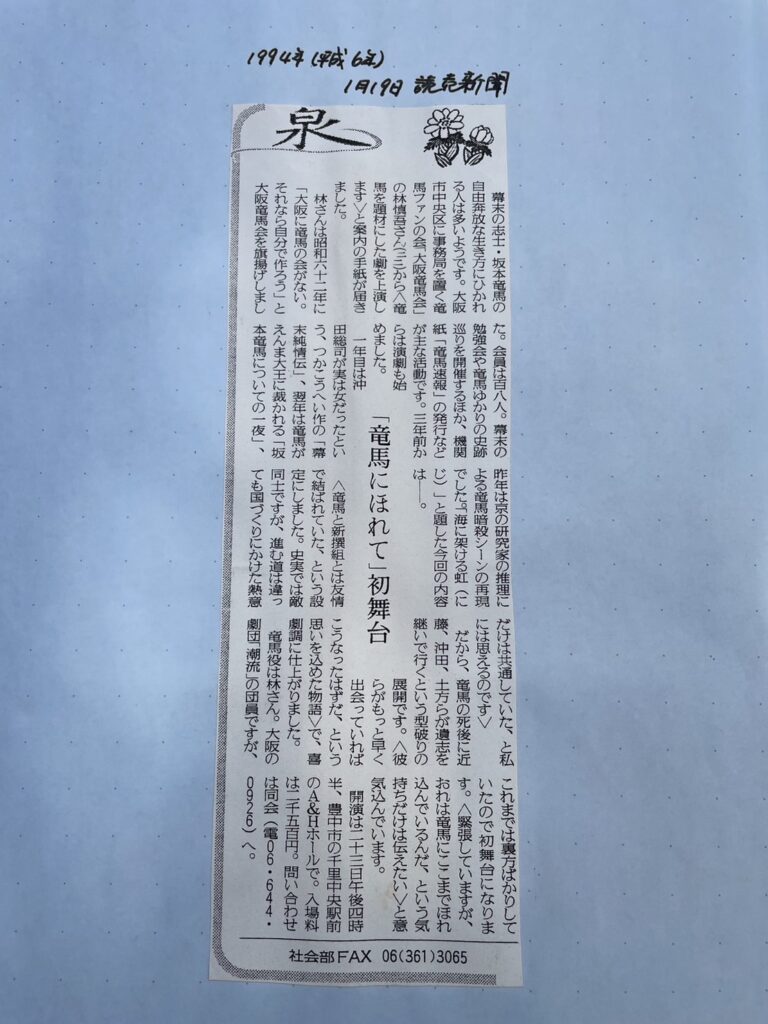 1994年(平成6年)
1月19日 読売新聞
泉
幕末の志士・坂本竜馬の
自由奔放な生き方にひかれ
る人は多いようです。大阪
市中央区に事務局を置く竜
馬ファンの会「大阪竜馬会」
の林慎吾さん(三三)から〈竜
馬を題材にした劇を上演し
ます〉と案内の手紙が届き
ました。
林さんは昭和六十二年に
「大阪に竜馬の会がない。
それなら自分で作ろう」と
大阪竜馬会を旗揚げしまし
た。会員は百八人。幕末の
勉強会や竜馬ゆかりの史跡
巡りを開催するほか、機関
紙「竜馬速報」の発行など
が主な活動です。三年前か
らは演劇も始
めました。
一年目は沖
田総司が実は女だったとい
う、つかこうへい作の「幕
末純情伝」、翌年は竜馬が
えんま大王に裁かれる「坂
本竜馬についての一夜」、
「竜馬にほれて」初舞台
昨年は京の研究家の推理に
よる竜馬暗殺シーンの再現
でした。「海に架ける虹(に
じ)」と題した今回の内容
は――。
〈竜馬と新撰組とは友情
で結ばれていた、という設
定にしました。史実では敵
同士ですが、進む道は違っ
ても国づくりにかけた熱意
だけは共通していた、と私
には思えるのです〉
だから、竜馬の死後に近
藤、沖田、土方らが遺志を
継いで行くという型破りの
展開です。〈彼
らがもっと早く
出会っていれば
こうなったはずだ、という
思いを込めた物語〉で、喜
劇調に仕上がりました。
竜馬役は林さん。大阪の
劇団「潮流」の団員ですが、
これまでは裏方ばかりして
いたので初舞台になりま
す。〈緊張していますが、
おれは竜馬にここまでほれ
込んでいるんだ、という気
持ちだけは伝えたい〉と意
気込んでいます。
開演は二十三日午後四時
半、豊中市の千里中央駅前
のA&Hホールで。入場料
は二千五百円。問い合わせ
は同会(電06・644・
0926)へ。
社会部FAX 06(361)3065